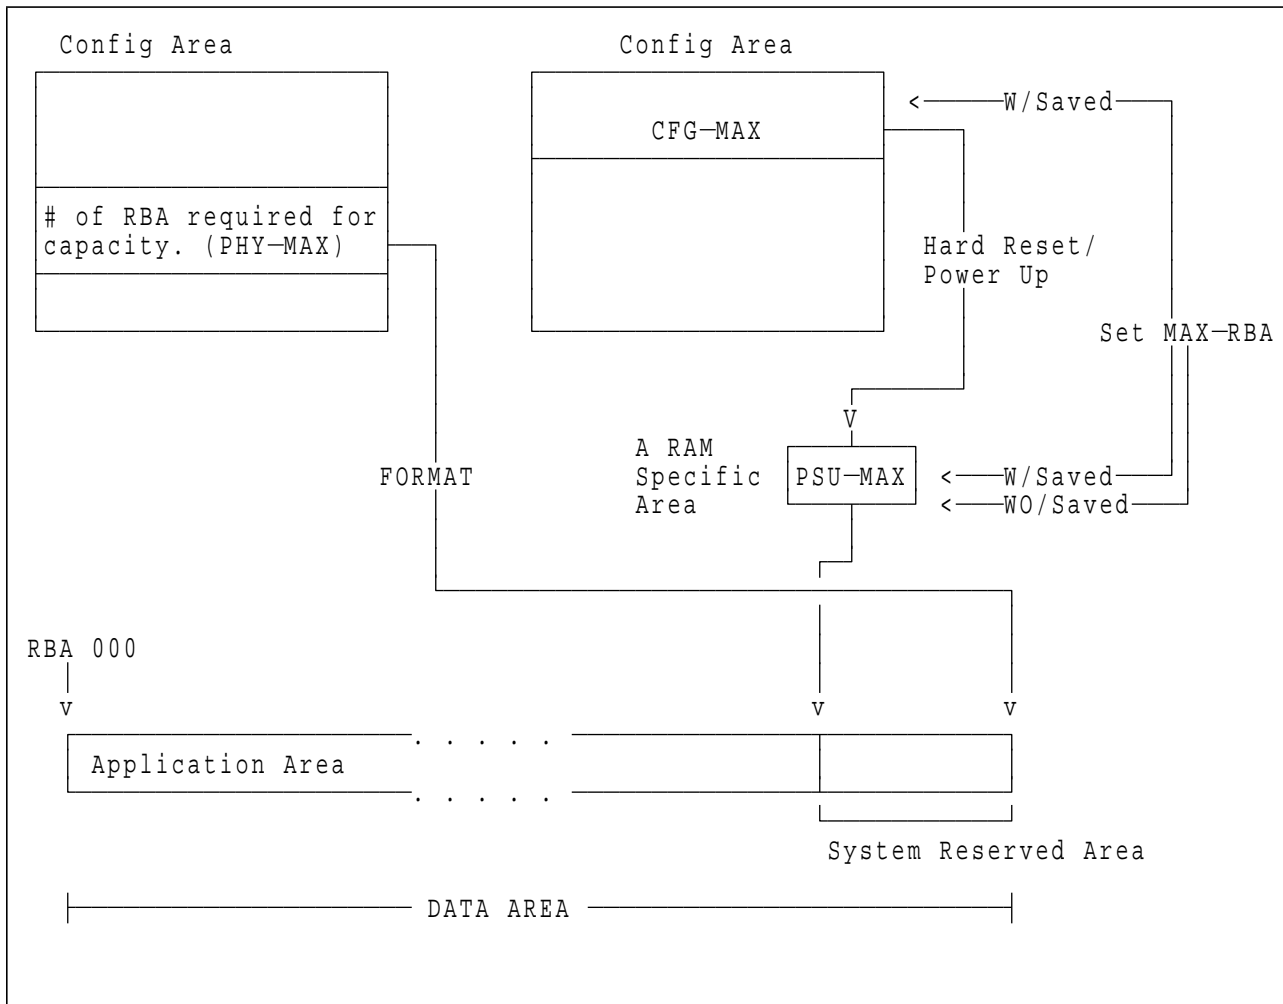 Config Area
Config Area
<——W/Saved
CFG—MAX
# of RBA required for
capacity. (PHY—MAX)
Hard Reset/
Power Up
Set MAX—RBA
V
A RAM
Specific
Area
PSU—MAX
<——W/Saved
<——WO/Saved
FORMAT
RBA 000
v
v
v
. . . . .
Application Area
. . . . .
System Reserved Area
DATA AREA